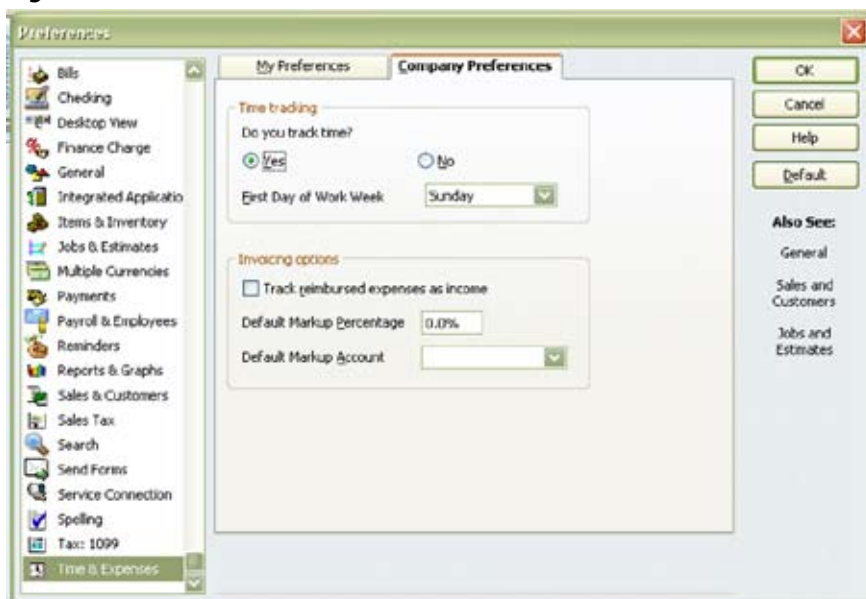 Preferences
Bills
Checking
Desktop View
Finance Charge
General
Integrated Applicatio
Items & Inventory
Jobs & Estimates
Multiple Currencies
Payments
Payroll & Employees
Reminders
Reports & Graphs
Sales & Customers
Sales Tax
Search
Send Forms
Service Connection
Spelling
Tax: 1099
Time & Expenses
My Preferences
Company Preferences
Time tracking
Do you track time?
Yes
No
First Day of Work Week
Sunday
Invoicing options
Track reimbursed expenses as income
Default Markup Percentage
0.0%
Default Markup Account
OK
Cancel
Help
Default
Also See:
General
Sales and
Customers
Jobs and
Estimates